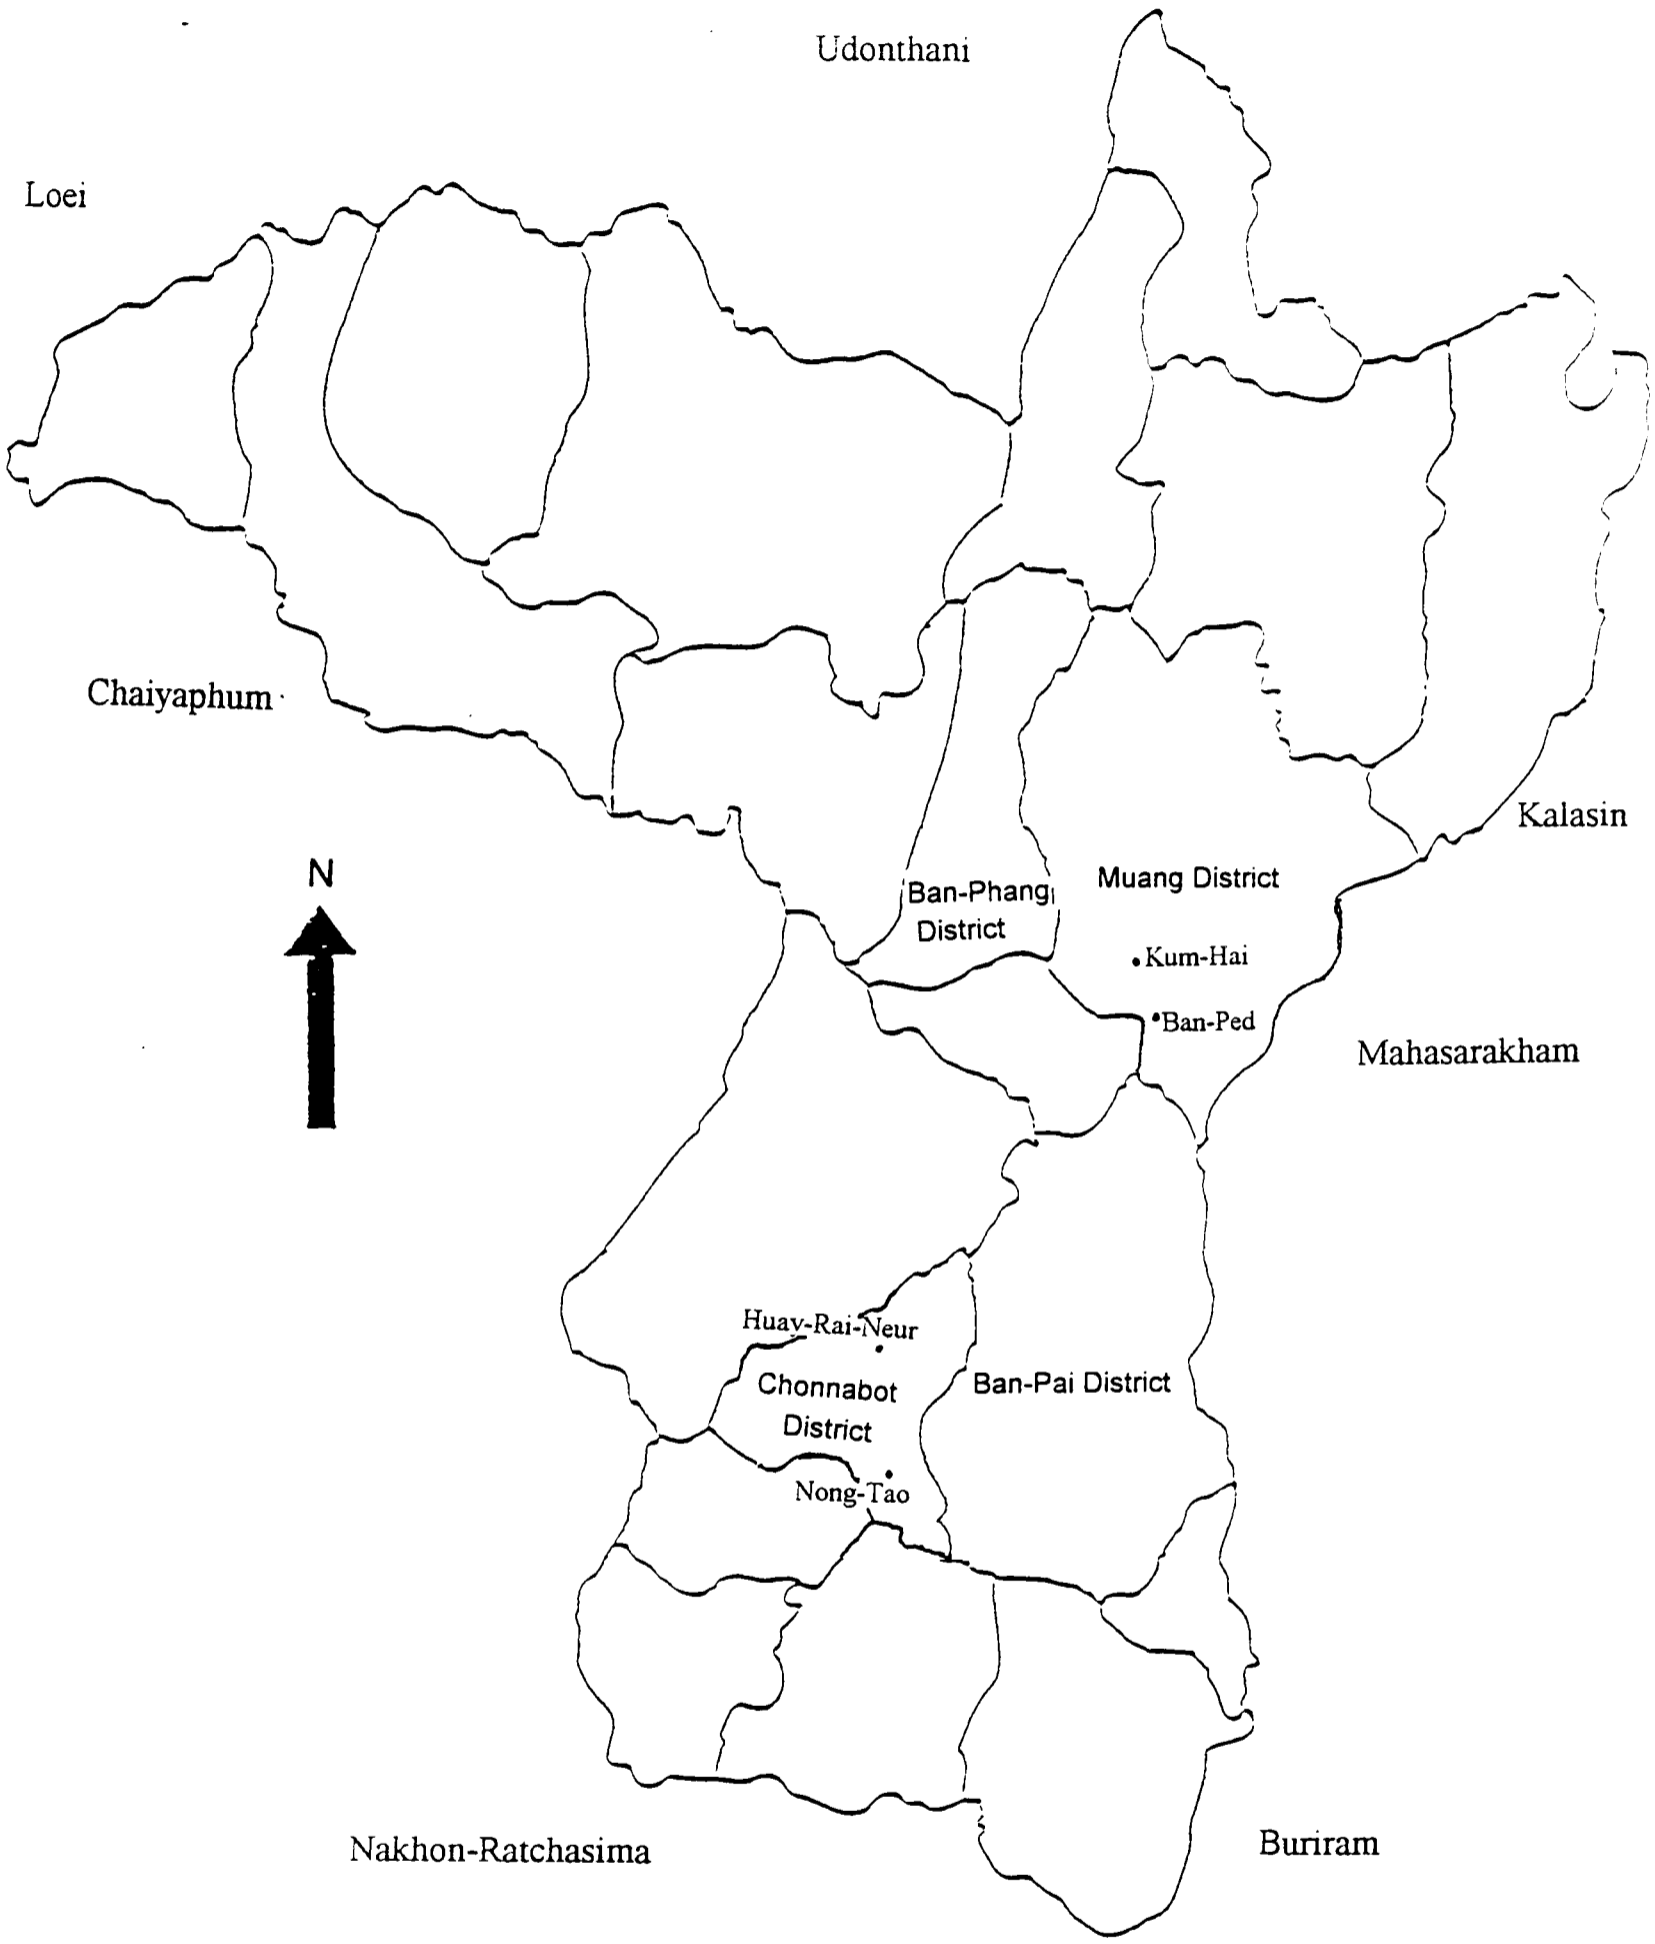 Udonthani
Loei
Chaiyaphum
Kalasin
N
Ban-Phang
District
Muang District
Kum-Hai
Ban-Ped
Mahasarakham
Huay-Rai-Neur
Chonnabot
District
Ban-Pai District
Nong-Tao
Nakhon-Ratchasima
Buriram